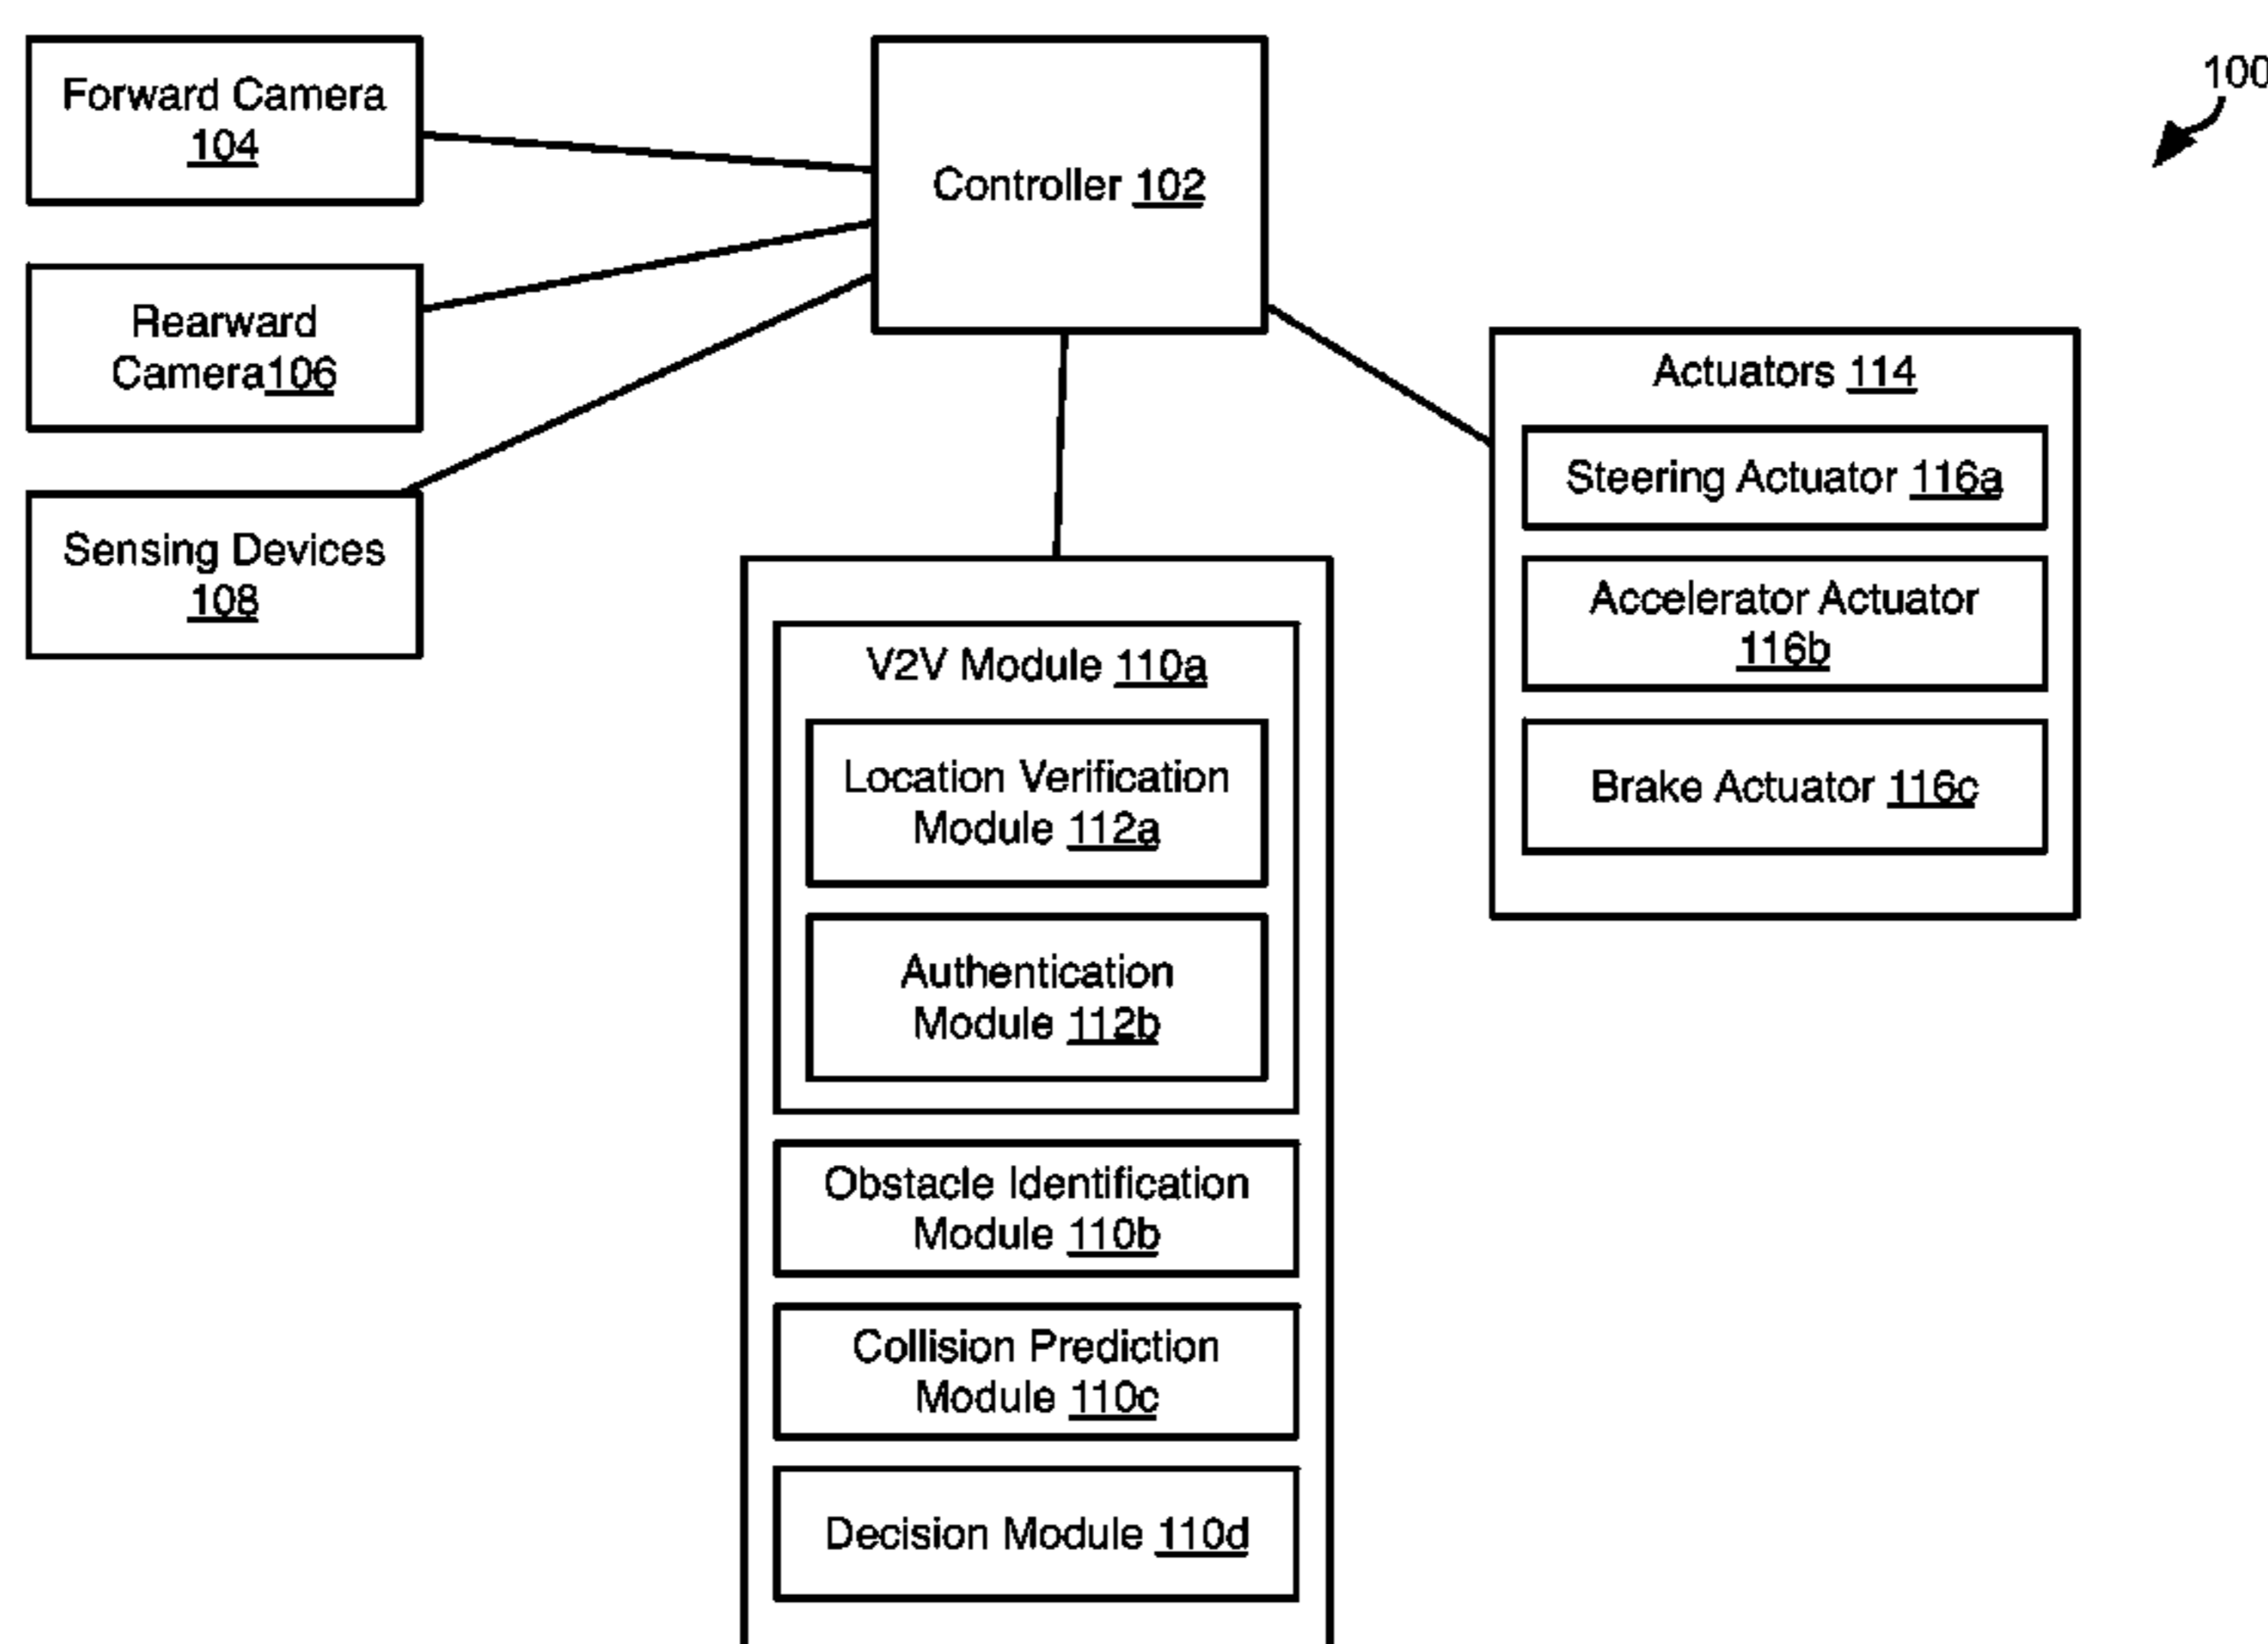 Forward Camera
104
Controller 102
100
Rearward
Camera106
Sensing Devices
108
Actuators 114
Steering Actuator 116a
Accelerator Actuator
116b
Brake Actuator 116c
V2V Module 110a
Location Verification
Module 112a
Authentication
Module 112b
Obstacle Identification
Module 110b
Collision Prediction
Module 110c
Decision Module 110d